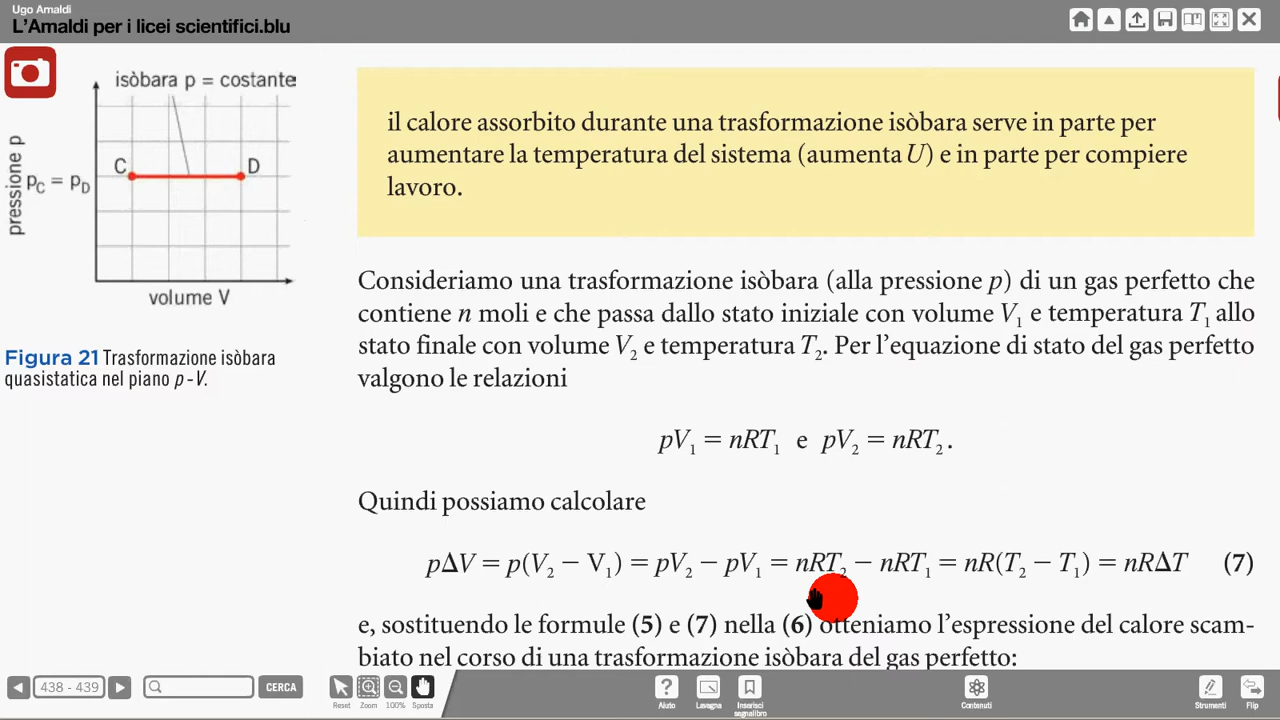 Ugo Amaldi
L'Amaldi per i licei scientifici.blu
isòbara p = costante
pressione p
C
D
p_C = p_D
volume V
Figura 21 Trasformazione isòbara
quasistatica nel piano p-V.
il calore assorbito durante una trasformazione isòbara serve in parte per
aumentare la temperatura del sistema (aumenta U) e in parte per compiere
lavoro.
Consideriamo una trasformazione isòbara (alla pressione p) di un gas perfetto che
contiene n moli e che passa dallo stato iniziale con volume V₁ e temperatura T₁ allo
stato finale con volume V₂ e temperatura T₂. Per l'equazione di stato del gas perfetto
valgono le relazioni
pV₁ = nRT₁ e pV₂ = nRT₂.
Quindi possiamo calcolare
pΔV = p(V₂ − V₁) = pV₂ − pV₁ = nRT₂ − nRT₁ = nR(T₂ − T₁) = nRΔT (7)
e, sostituendo le formule (5) e (7) nella (6) otteniamo l'espressione del calore scam-
biato nel corso di una trasformazione isòbara del gas perfetto:
438 - 439
CERCA
Reset
Zoom
100%
Sposta
Aiuto
Lavagna
Inserisci
segnalibro
Contenuti
Strumenti
Flip